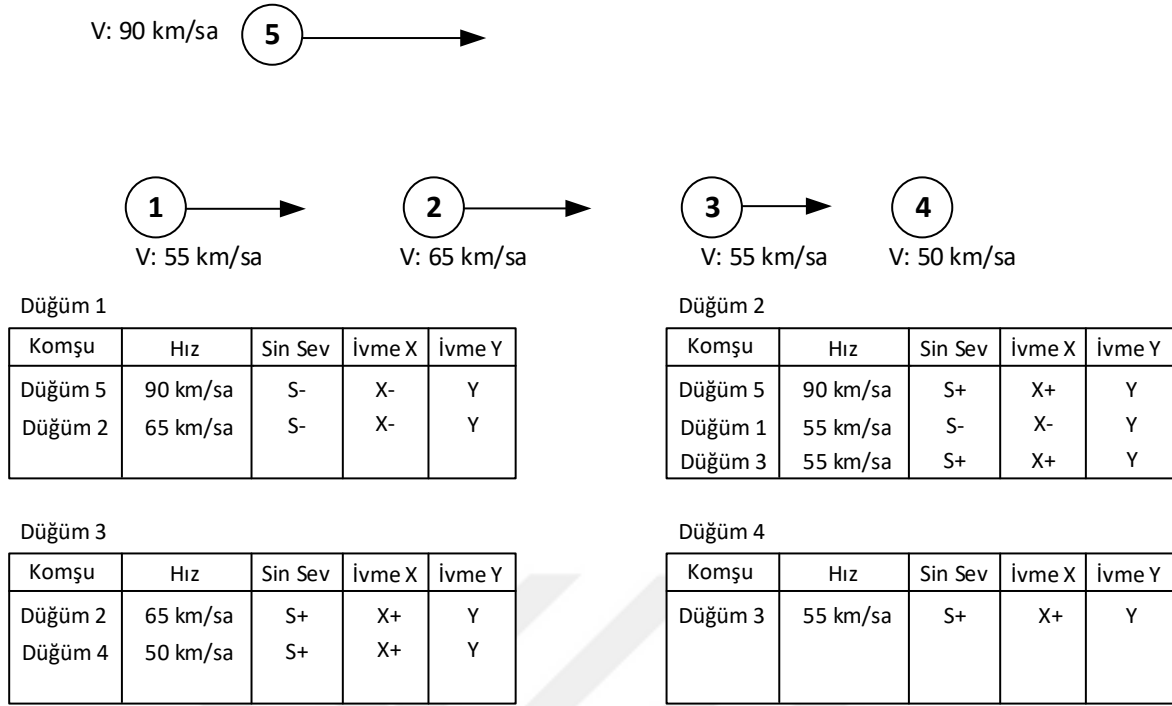 V: 90 km/sa 5
1 2 3 4
V: 55 km/sa V: 65 km/sa V: 55 km/sa V: 50 km/sa
Düğüm 1
Komşu Hız Sin Sev İvme X İvme Y
Düğüm 5 90 km/sa S- X- Y
Düğüm 2 65 km/sa S- X- Y
Düğüm 2
Komşu Hız Sin Sev İvme X İvme Y
Düğüm 5 90 km/sa S+ X+ Y
Düğüm 1 55 km/sa S- X- Y
Düğüm 3 55 km/sa S+ X+ Y
Düğüm 3
Komşu Hız Sin Sev İvme X İvme Y
Düğüm 2 65 km/sa S+ X+ Y
Düğüm 4 50 km/sa S+ X+ Y
Düğüm 4
Komşu Hız Sin Sev İvme X İvme Y
Düğüm 3 55 km/sa S+ X+ Y